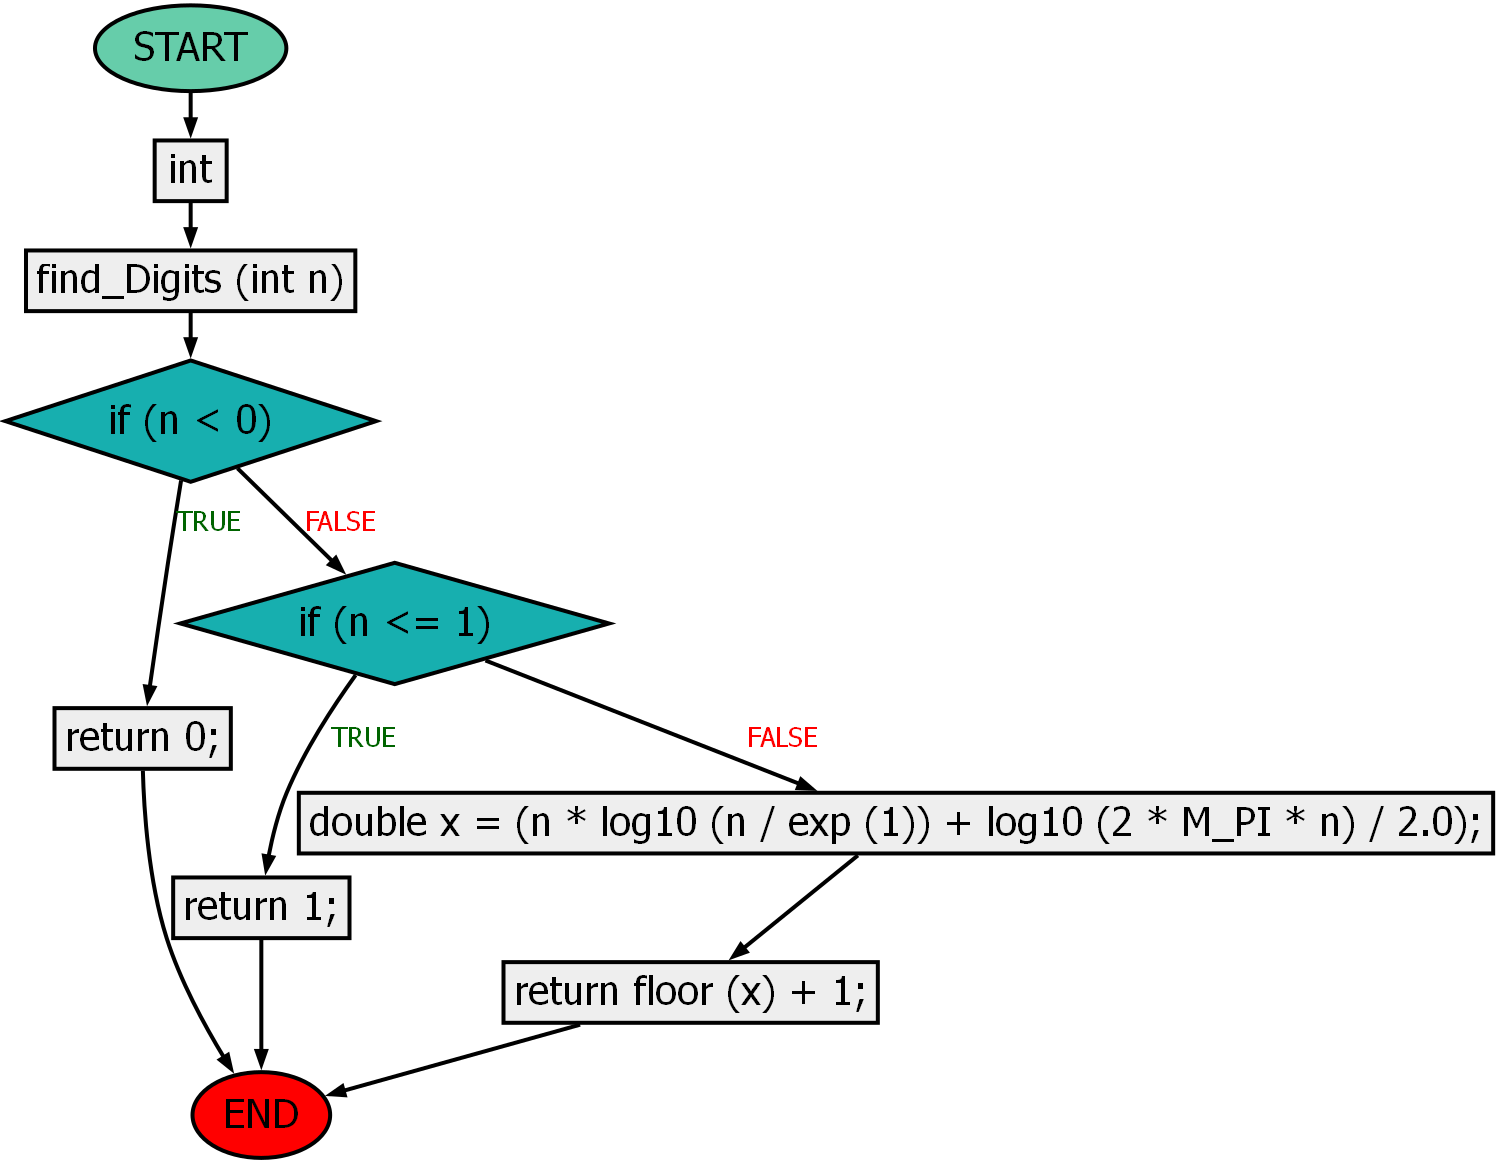 START
int
find_Digits (int n)
if (n < 0)
TRUE
FALSE
if (n <= 1)
return 0;
TRUE
FALSE
double x = (n * log10 (n / exp (1)) + log10 (2 * M_PI * n) / 2.0);
return 1;
return floor (x) + 1;
END